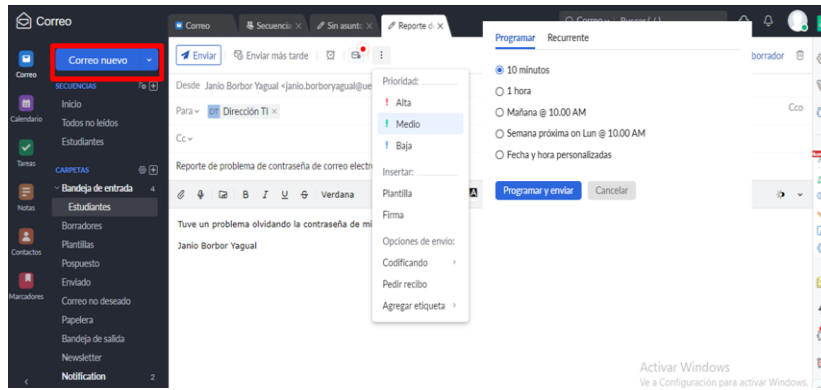 Correo
Correo
Secuencia
Sin asunto
Reporte d
Correo
Calendario
Tareas
Notas
Contactos
Marcadores
Correo nuevo
SECUENCIAS
Inicio
Todos no leídos
Estudiantes
CARPETAS
Bandeja de entrada 4
Estudiantes
Borradores
Plantillas
Pospuesto
Enviado
Correo no deseado
Papelera
Bandeja de salida
Newsletter
Notification 2
Enviar
Enviar más tarde
borrador
Desde Janio Borbor Yagual <janio.borboryagual@ue
Para DT Dirección TI
Cco
Cc
Reporte de problema de contraseña de correo electró
B I U S Verdana
Tuve un problema olvidando la contraseña de mi
Janio Borbor Yagual
Prioridad:
Alta
Medio
Baja
Insertar:
Plantilla
Firma
Opciones de envío:
Codificando
Pedir recibo
Agregar etiqueta
Programar Recurrente
10 minutos
1 hora
Mañana @ 10.00 AM
Semana próxima on Lun @ 10.00 AM
Fecha y hora personalizadas
Programar y enviar Cancelar
Activar Windows
Ve a Configuración para activar Windows.